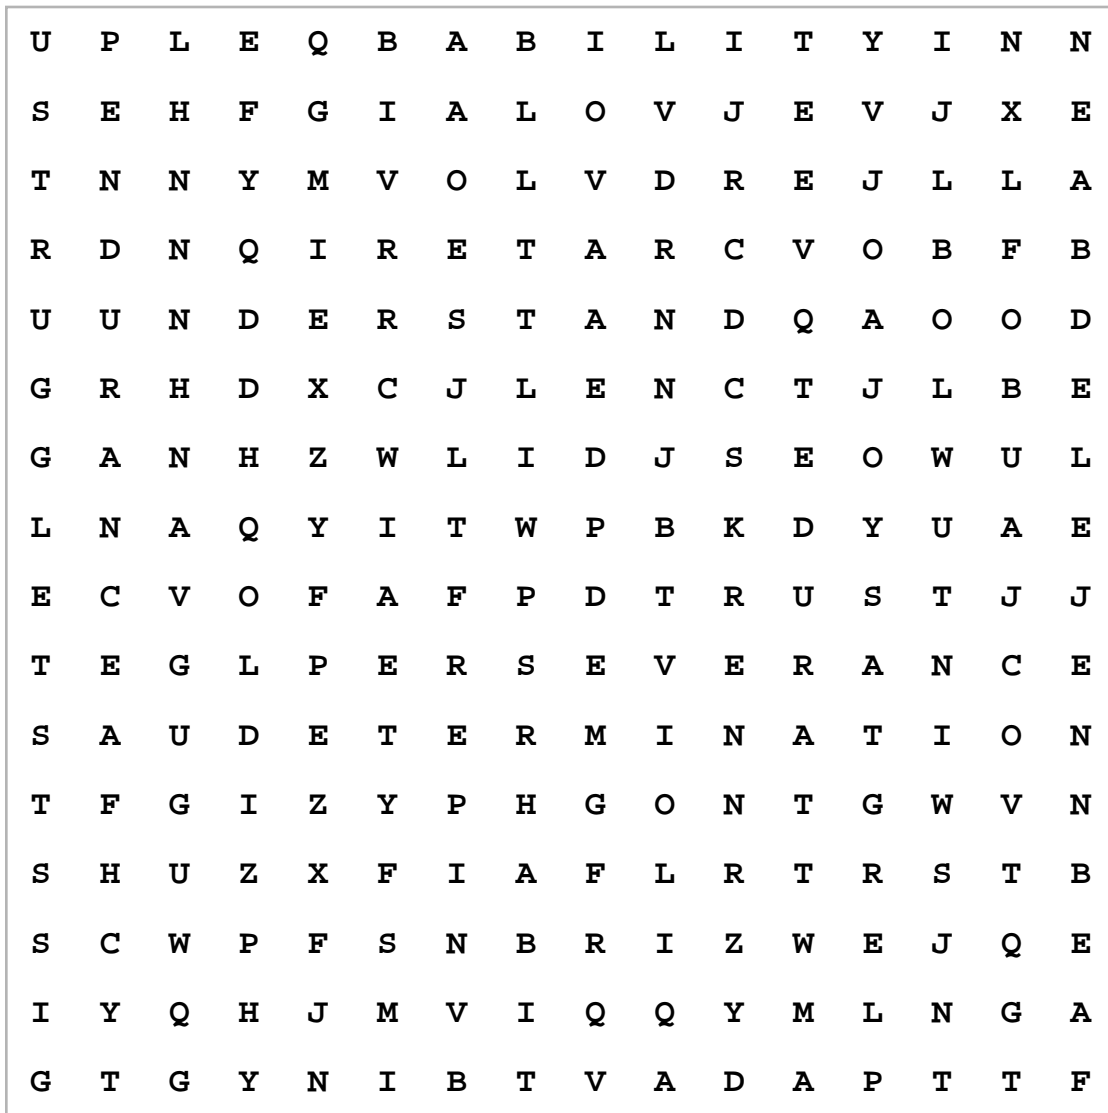 U P L E Q B A B I L I T Y I N N
S E H F G I A L O V J E V J X E
T N N Y M V O L V D R E J L L A
R D N Q I R E T A R C V O B F B
U U N D E R S T A N D Q A O O D
G R H D X C J L E N C T J L B E
G A N H Z W L I D J S E O W U L
L N A Q Y I T W P B K D Y U A E
E C V O F A F P D T R U S T J J
T E G L P E R S E V E R A N C E
S A U D E T E R M I N A T I O N
T F G I Z Y P H G O N T G W V N
S H U Z X F I A F L R T R S T B
S C W P F S N B R I Z W E J Q E
I Y Q H J M V I Q Q Y M L N G A
G T G Y N I B T V A D A P T T F